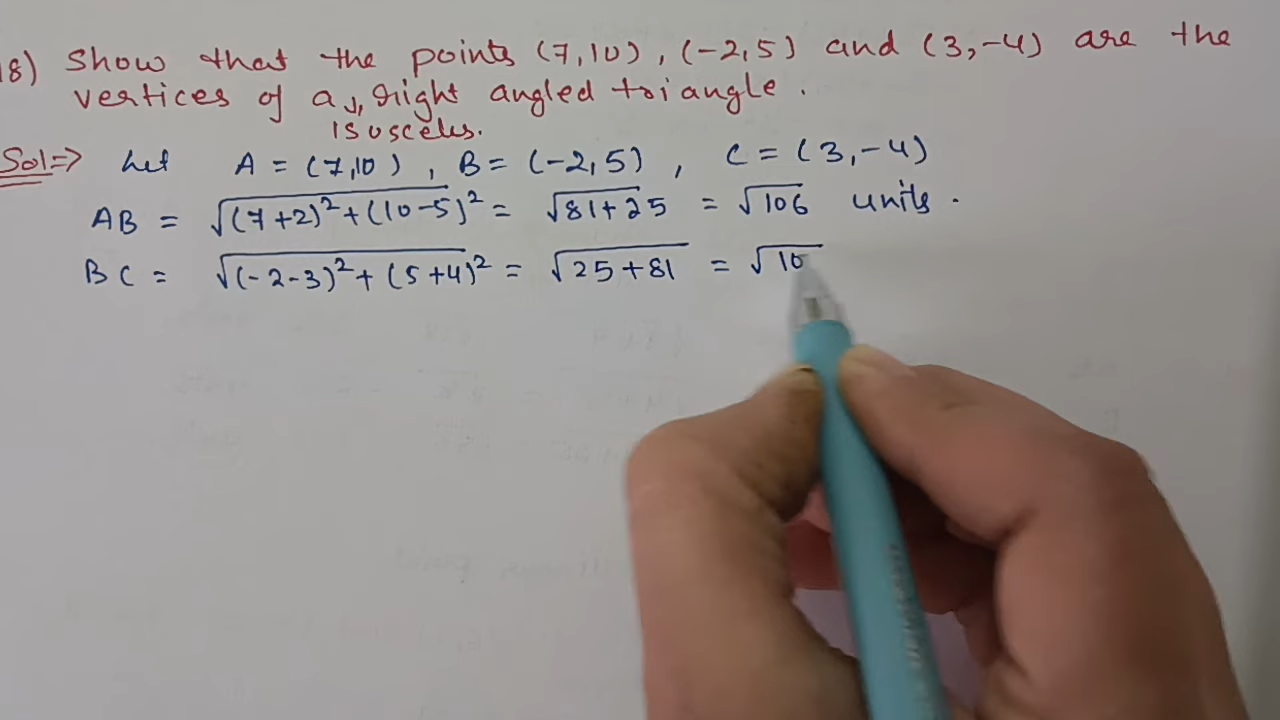 18) Show that the points (7,10), (-2,5) and (3,-4) are the
vertices of a right angled triangle.
isosceles.
Sol=> Let A = (7,10), B = (-2,5), C = (3,-4)
AB = √(7+2)²+(10-5)² = √81+25 = √106 units.
BC = √(-2-3)²+(5+4)² = √25+81 = √10